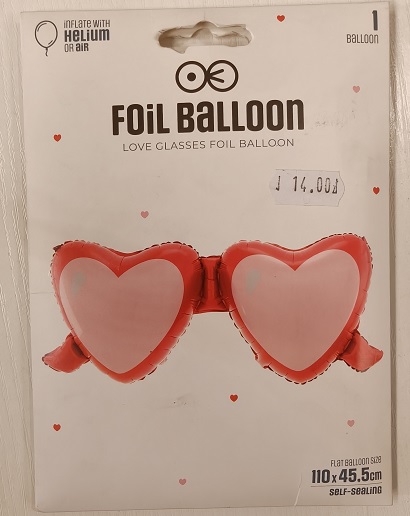 INFLATE WITH
HELIUM
OR AIR
1
BALLOON
FOIL BALLOON
LOVE GLASSES FOIL BALLOON
14.00
FLAT BALLOON SIZE
110 x 45.5cm
SELF-SEALING